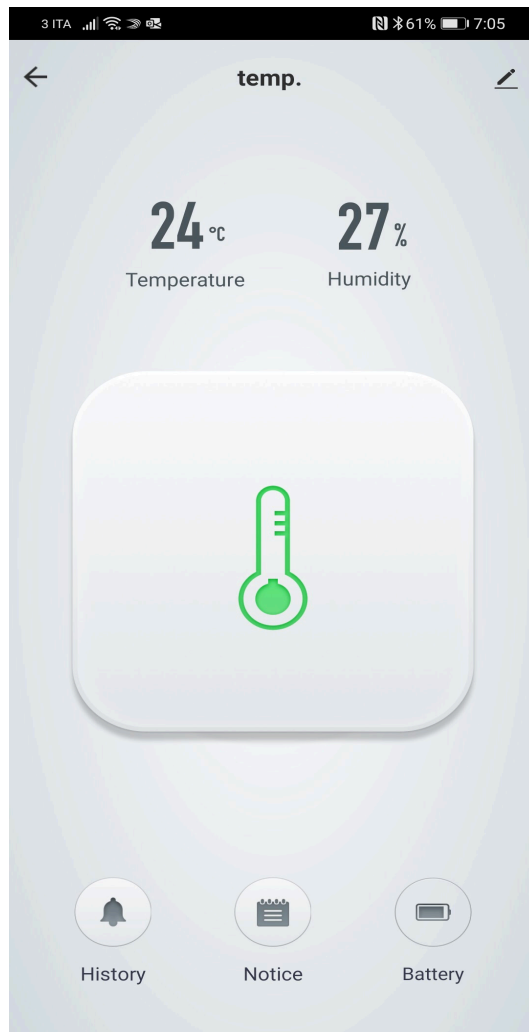 3 ITA 61% 7:05
temp.
24 °C 27 %
Temperature Humidity
History Notice Battery